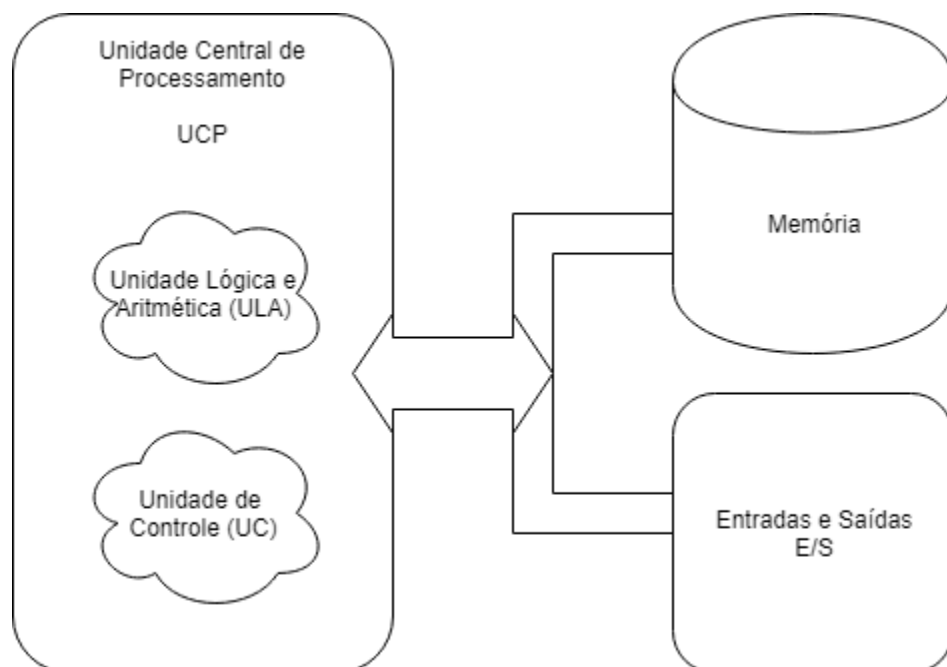 Unidade Central de
Processamento
UCP
Unidade Lógica e
Aritmética (ULA)
Unidade de
Controle (UC)
Memória
Entradas e Saídas
E/S